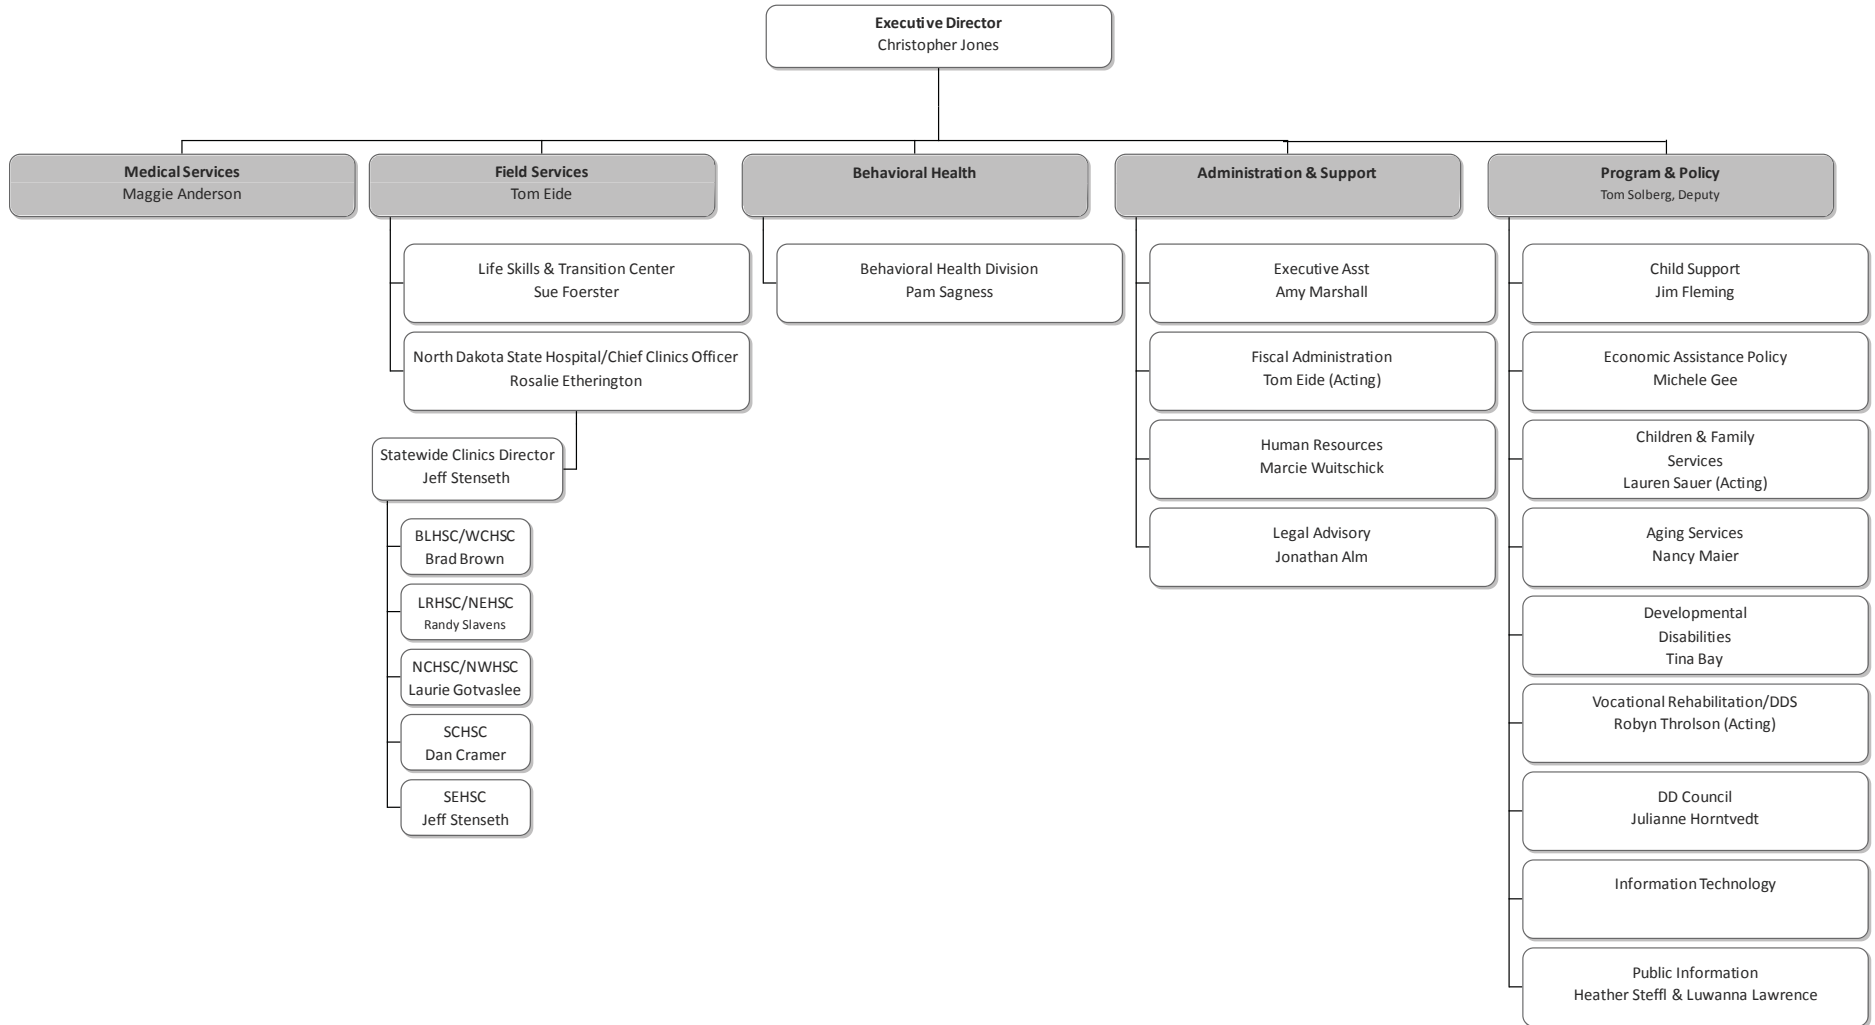 Executive Director
Christopher Jones
Medical Services
Maggie Anderson
Field Services
Tom Eide
Behavioral Health
Administration & Support
Program & Policy
Tom Solberg, Deputy
Life Skills & Transition Center
Sue Foerster
North Dakota State Hospital/Chief Clinics Officer
Rosalie Etherington
Statewide Clinics Director
Jeff Stenseth
BLHSC/WCHSC
Brad Brown
LRHSC/NEHSC
Randy Slavens
NCHSC/NWHSC
Laurie Gotvaslee
SCHSC
Dan Cramer
SEHSC
Jeff Stenseth
Behavioral Health Division
Pam Sagness
Executive Asst
Amy Marshall
Fiscal Administration
Tom Eide (Acting)
Human Resources
Marcie Wuitschick
Legal Advisory
Jonathan Alm
Child Support
Jim Fleming
Economic Assistance Policy
Michele Gee
Children & Family
Services
Lauren Sauer (Acting)
Aging Services
Nancy Maier
Developmental
Disabilities
Tina Bay
Vocational Rehabilitation/DDS
Robyn Throlson (Acting)
DD Council
Julianne Horntvedt
Information Technology
Public Information
Heather Steffl & Luwanna Lawrence